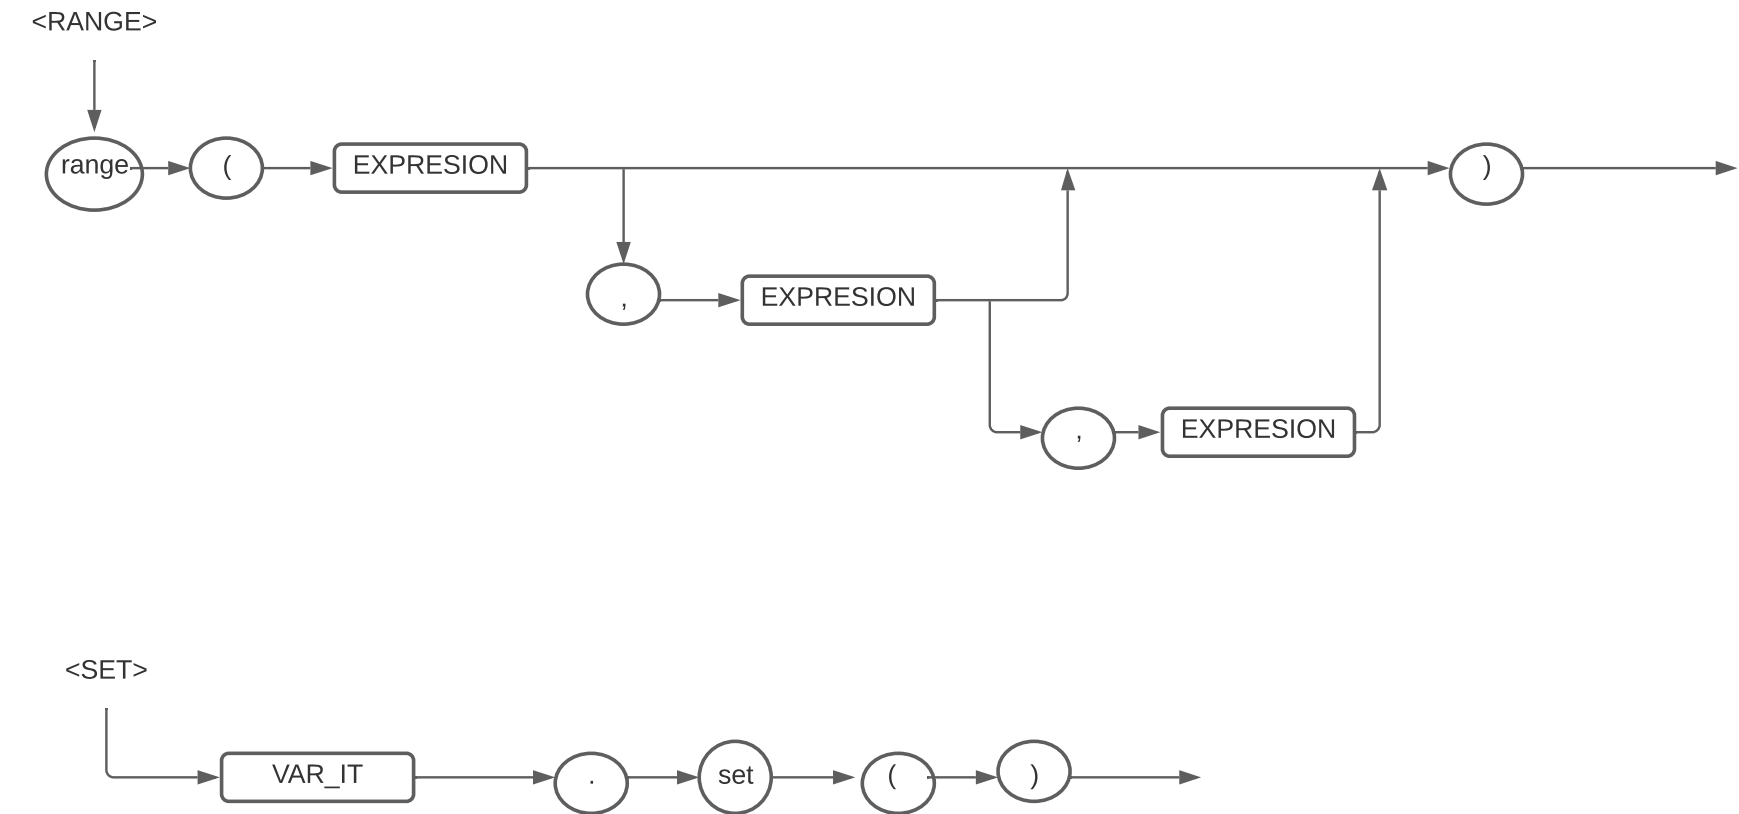 <RANGE>
range ( EXPRESION )
, EXPRESION
, EXPRESION
<SET>
VAR_IT . set ( )